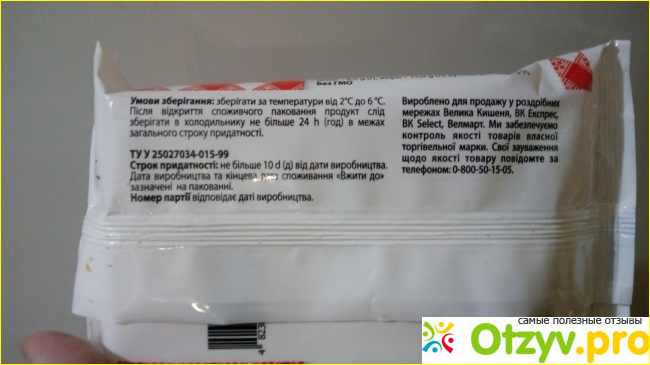 Без ГМО
Умови зберігання: зберігати за температури від 2°С до 6 °С.
Після відкриття споживчого паковання продукт слід
зберігати в холодильнику не більше 24 h (год) в межах
загального строку придатності.
ТУ У 25027034-015-99
Строк придатності: не більше 10 d (д) від дати виробництва.
Дата виробництва та кінцева дата споживання «Вжити до»
зазначені на пакованні.
Номер партії відповідає даті виробництва.
Вироблено для продажу у роздрібних
мережах Велика Кишеня, ВК Експрес,
ВК Select, Велмарт. Ми забезпечуємо
контроль якості товарів власної
торгівельної марки. Свої зауваження
щодо якості товару повідомте за
телефоном: 0-800-50-15-05.
4 823
самые полезные отзывы
Otzyv.pro